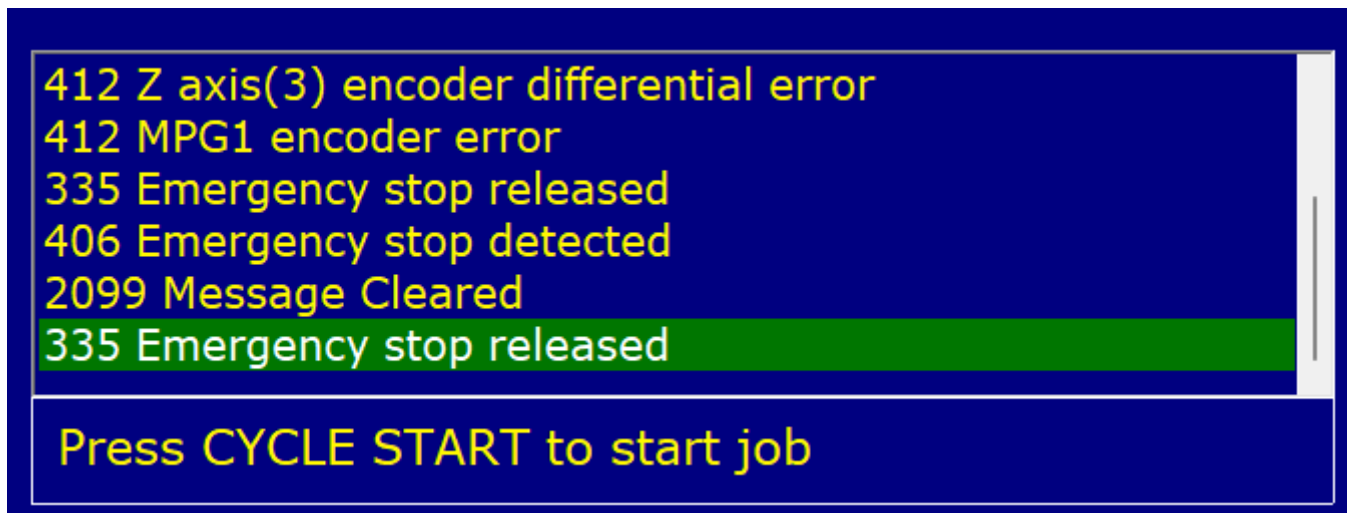 412 Z axis(3) encoder differential error
412 MPG1 encoder error
335 Emergency stop released
406 Emergency stop detected
2099 Message Cleared
335 Emergency stop released
Press CYCLE START to start job